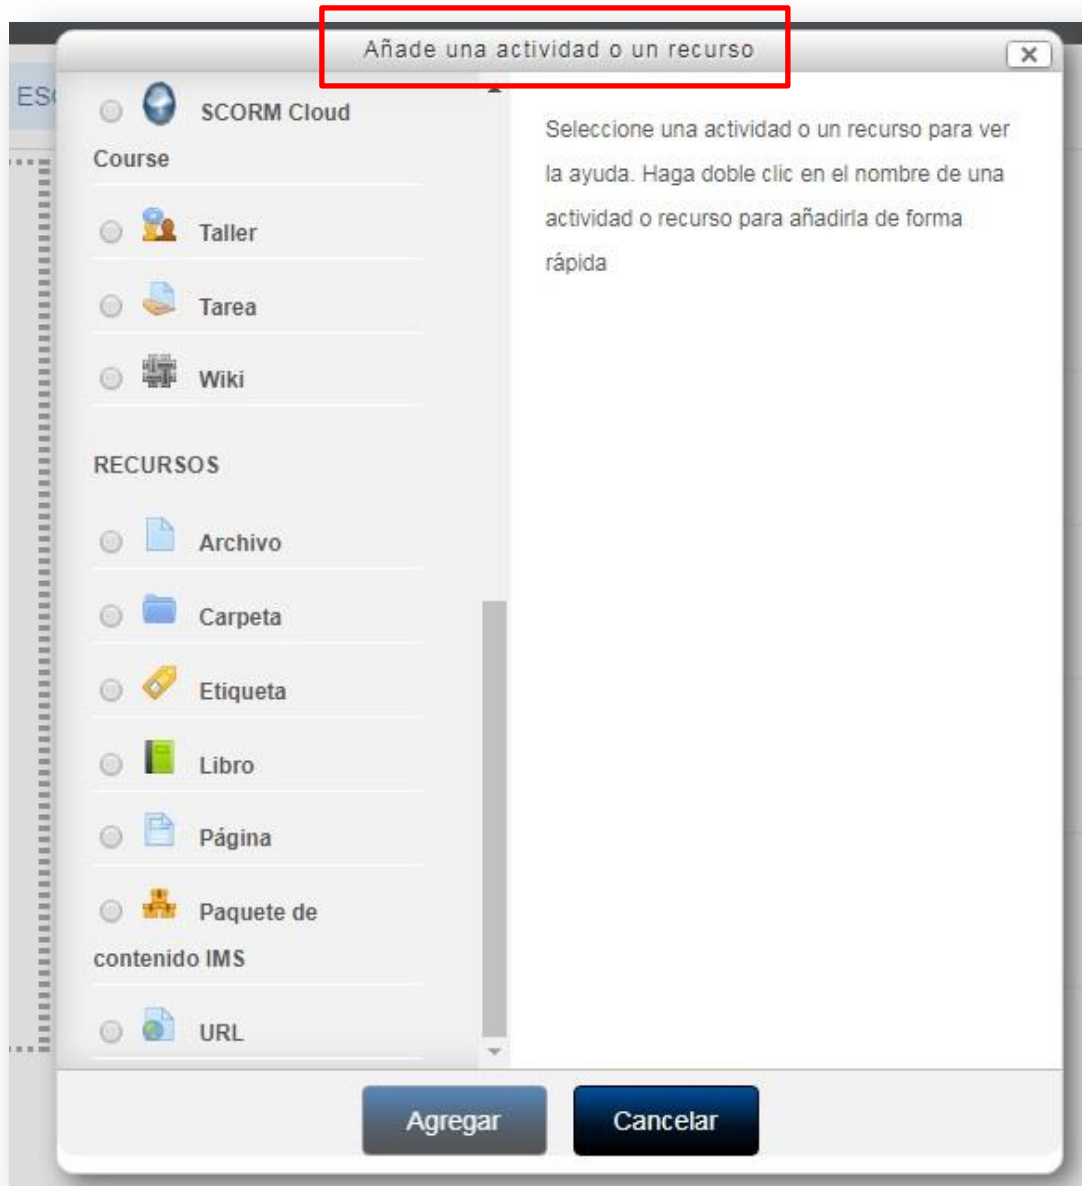 Añade una actividad o un recurso
ES
SCORM Cloud
Course
Taller
Tarea
Wiki
RECURSOS
Archivo
Carpeta
Etiqueta
Libro
Página
Paquete de
contenido IMS
URL
Seleccione una actividad o un recurso para ver
la ayuda. Haga doble clic en el nombre de una
actividad o recurso para añadirla de forma
rápida
Agregar
Cancelar